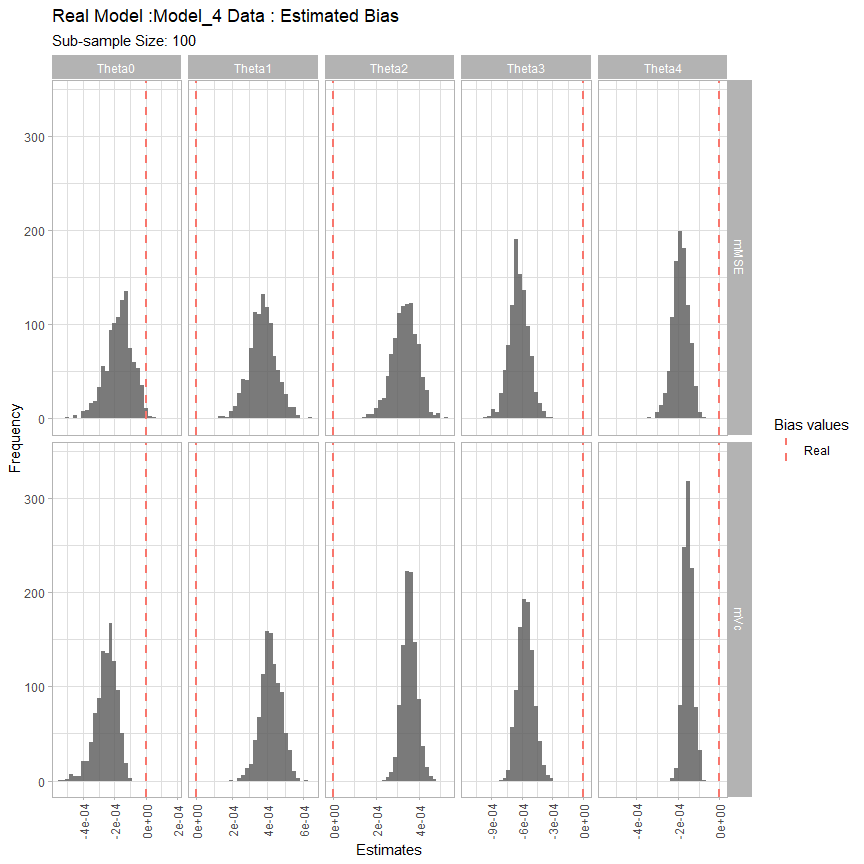 Real Model :Model_4 Data : Estimated Bias
Sub-sample Size: 100
Theta0 Theta1 Theta2 Theta3 Theta4
300
200
100
0
mMSE
Frequency
300
200
100
0
mVc
-4e-04 -2e-04 0e+00 2e-04 0e+00 2e-04 4e-04 6e-04 0e+00 2e-04 4e-04 -9e-04 -6e-04 -3e-04 0e+00 -4e-04 -2e-04 0e+00
Estimates
Bias values
Real